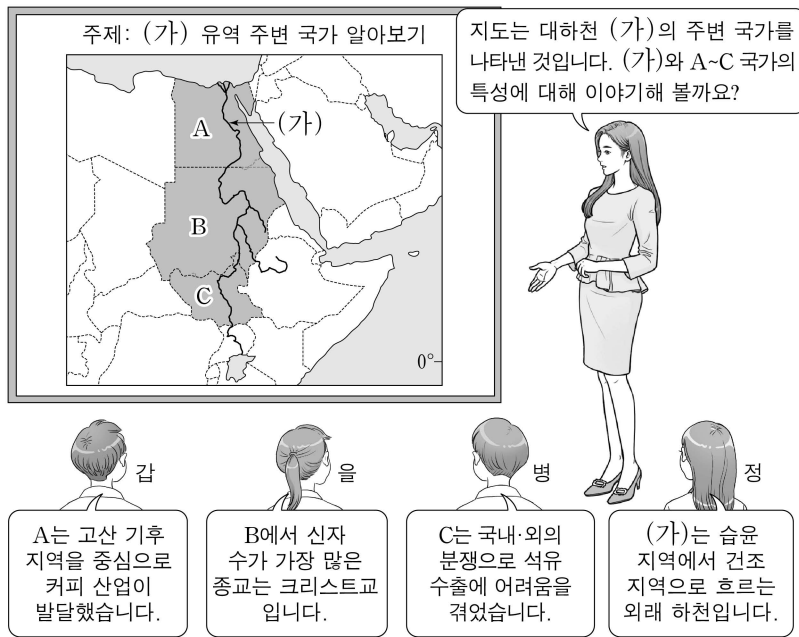 주제: (가) 유역 주변 국가 알아보기
A
(가)
B
C
0°
지도는 대하천 (가)의 주변 국가를
나타낸 것입니다. (가)와 A~C 국가의
특성에 대해 이야기해 볼까요?
갑
A는 고산 기후
지역을 중심으로
커피 산업이
발달했습니다.
을
B에서 신자
수가 가장 많은
종교는 크리스트교
입니다.
병
C는 국내·외의
분쟁으로 석유
수출에 어려움을
겪었습니다.
정
(가)는 습윤
지역에서 건조
지역으로 흐르는
외래 하천입니다.